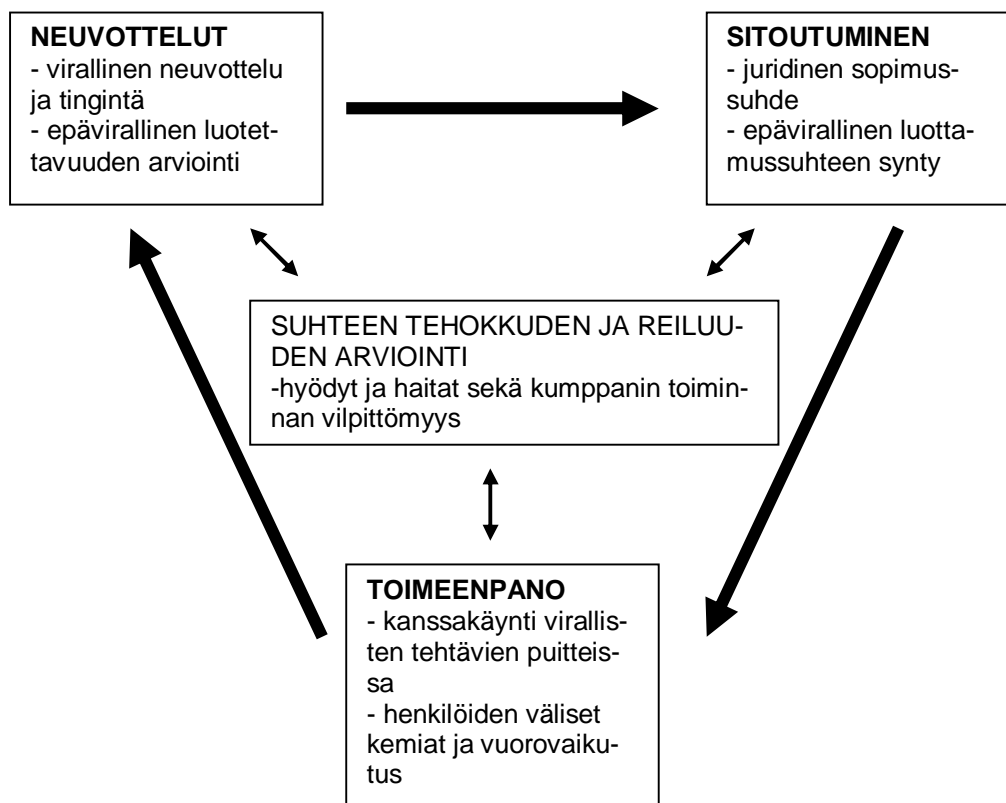 NEUVOTTELUT
- virallinen neuvottelu
ja tingintä
- epävirallinen luotet-
tavuuden arviointi
SITOUTUMINEN
- juridinen sopimus-
suhde
- epävirallinen luotta-
mussuhteen synty
SUHTEEN TEHOKKUDEN JA REILUU-
DEN ARVIOINTI
-hyödyt ja haitat sekä kumppanin toimin-
nan vilpittömyys
TOIMEENPANO
- kanssakäynti virallis-
ten tehtävien puitteis-
sa
- henkilöiden väliset
kemiat ja vuorovaiku-
tus